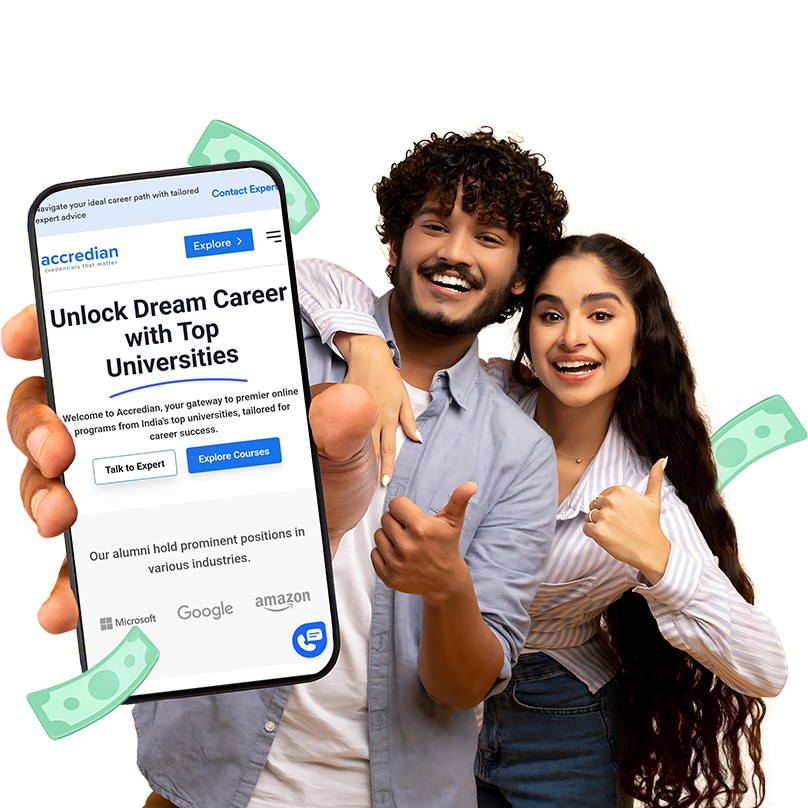 Navigate your ideal career path with tailored
expert advice
Contact Expert
accredian
credentials that matter
Explore
Unlock Dream Career
with Top
Universities
Welcome to Accredian, your gateway to premier online
programs from India's top universities, tailored for
career success.
Talk to Expert
Explore Courses
Our alumni hold prominent positions in
various industries.
Microsoft
Google
amazon